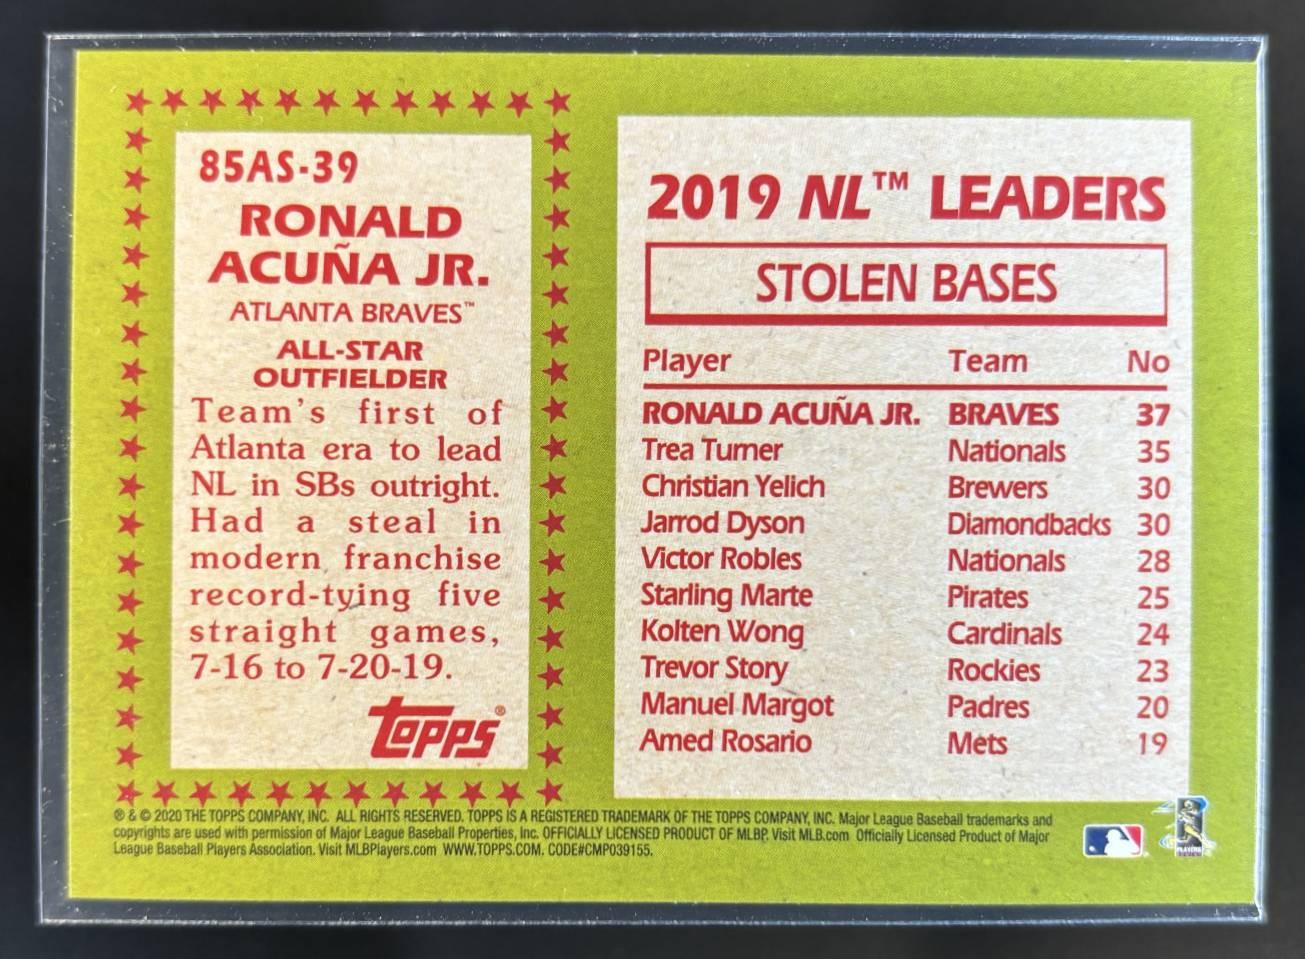 85AS-39
RONALD
ACUÑA JR.
ATLANTA BRAVES™
ALL-STAR
OUTFIELDER
Team's first of
Atlanta era to lead
NL in SBs outright.
Had a steal in
modern franchise
record-tying five
straight games,
7-16 to 7-20-19.
TOPPS®
2019 NL™ LEADERS
STOLEN BASES
Player Team No
RONALD ACUÑA JR. BRAVES 37
Trea Turner Nationals 35
Christian Yelich Brewers 30
Jarrod Dyson Diamondbacks 30
Victor Robles Nationals 28
Starling Marte Pirates 25
Kolten Wong Cardinals 24
Trevor Story Rockies 23
Manuel Margot Padres 20
Amed Rosario Mets 19
® & © 2020 THE TOPPS COMPANY, INC. ALL RIGHTS RESERVED. TOPPS IS A REGISTERED TRADEMARK OF THE TOPPS COMPANY, INC. Major League Baseball trademarks and
copyrights are used with permission of Major League Baseball Properties, Inc. OFFICIALLY LICENSED PRODUCT OF MLBP. Visit MLB.com Officially Licensed Product of Major
League Baseball Players Association. Visit MLBPlayers.com WWW.TOPPS.COM. CODE#CMP039155.
PLAYERS